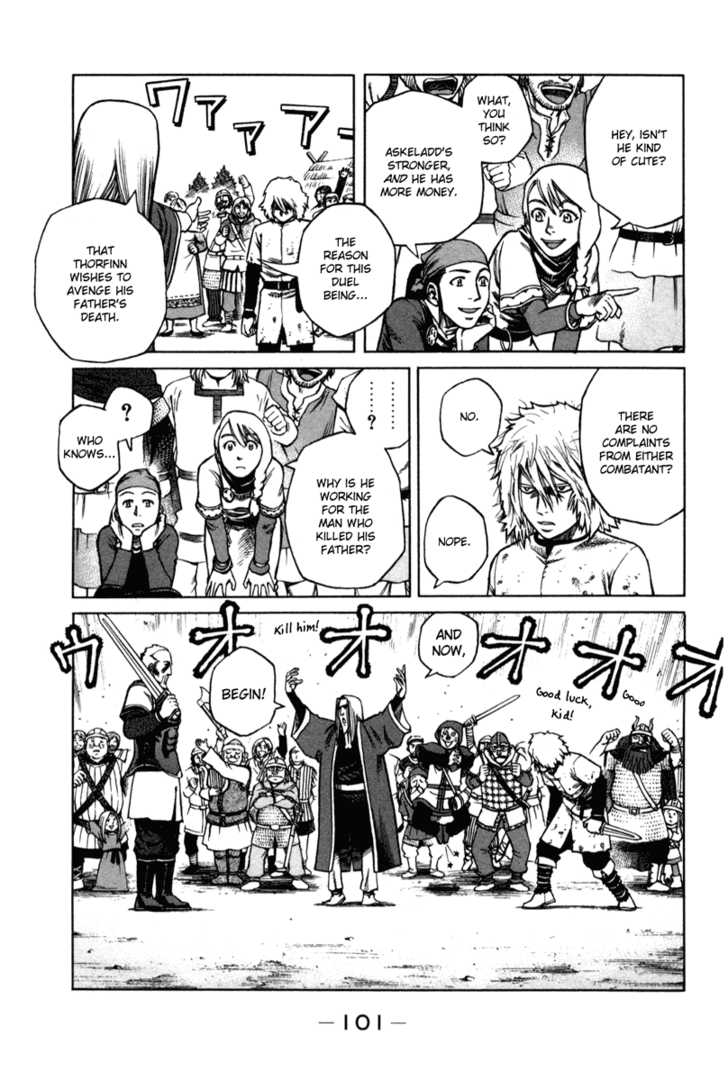 HEY, ISN'T
HE KIND
OF CUTE?
WHAT,
YOU
THINK
SO?
ASKELADD'S
STRONGER,
AND HE HAS
MORE MONEY.
ワァァァァ
THE
REASON
FOR THIS
DUEL
BEING...
THAT
THORFINN
WISHES TO
AVENGE HIS
FATHER'S
DEATH.
THERE
ARE NO
COMPLAINTS
FROM EITHER
COMBATANT?
NO.
NOPE.
......
?
WHY IS HE
WORKING
FOR THE
MAN WHO
KILLED HIS
FATHER?
?
WHO
KNOWS...
ウオオオオオ
Kill him!
AND
NOW,
BEGIN!
Good luck,
Kid!
Gooo
—101—